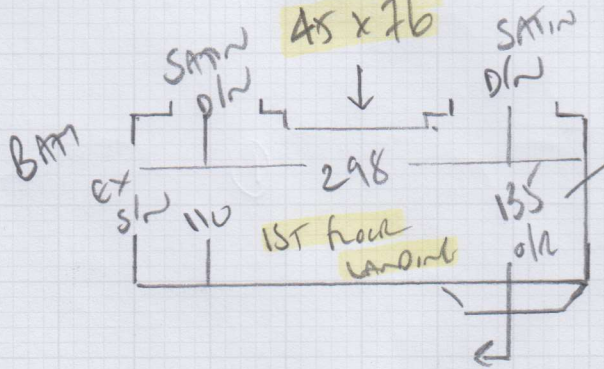 45 x 76
SATIN
D/N
SATIN
D/N
BATH
EX
S/N
110
298
135
O/R
1ST FLOOR
LANDING